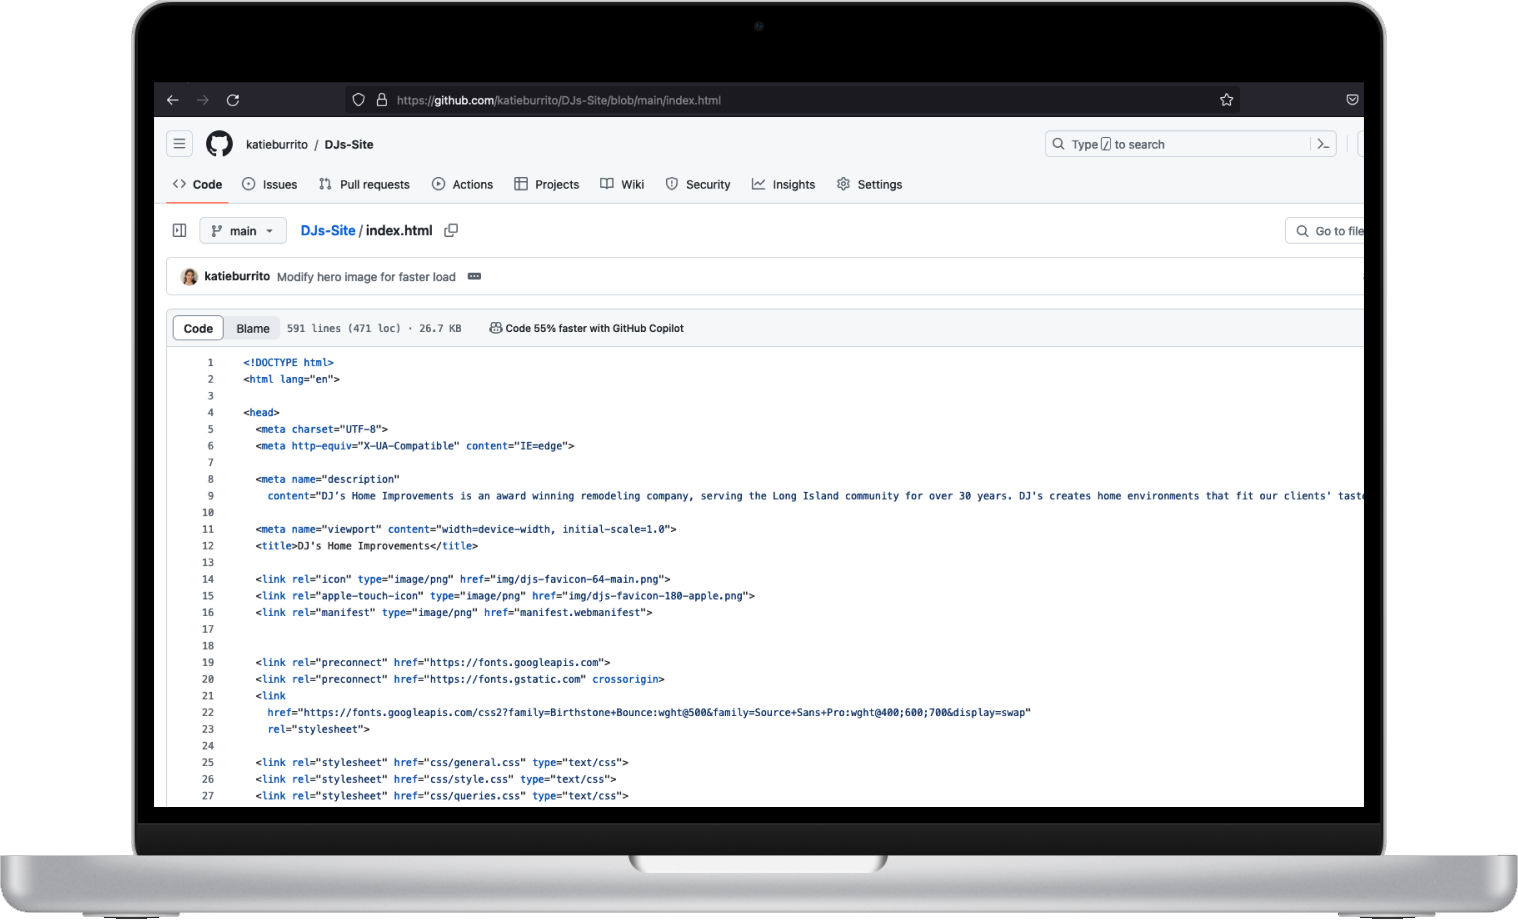 https://github.com/katieburrito/DJs-Site/blob/main/index.html
katieburrito / DJs-Site
Type / to search
Code Issues Pull requests Actions Projects Wiki Security Insights Settings
main DJs-Site / index.html Go to file
katieburrito Modify hero image for faster load
Code Blame 591 lines (471 loc) · 26.7 KB Code 55% faster with GitHub Copilot
1 <!DOCTYPE html>
2 <html lang="en">
3
4 <head>
5 <meta charset="UTF-8">
6 <meta http-equiv="X-UA-Compatible" content="IE=edge">
7
8 <meta name="description"
9 content="DJ's Home Improvements is an award winning remodeling company, serving the Long Island community for over 30 years. DJ's creates home environments that fit our clients' taste
10
11 <meta name="viewport" content="width=device-width, initial-scale=1.0">
12 <title>DJ's Home Improvements</title>
13
14 <link rel="icon" type="image/png" href="img/djs-favicon-64-main.png">
15 <link rel="apple-touch-icon" type="image/png" href="img/djs-favicon-180-apple.png">
16 <link rel="manifest" type="image/png" href="manifest.webmanifest">
17
18
19 <link rel="preconnect" href="https://fonts.googleapis.com">
20 <link rel="preconnect" href="https://fonts.gstatic.com" crossorigin>
21 <link
22 href="https://fonts.googleapis.com/css2?family=Birthstone+Bounce:wght@500&family=Source+Sans+Pro:wght@400;600;700&display=swap"
23 rel="stylesheet">
24
25 <link rel="stylesheet" href="css/general.css" type="text/css">
26 <link rel="stylesheet" href="css/style.css" type="text/css">
27 <link rel="stylesheet" href="css/queries.css" type="text/css">